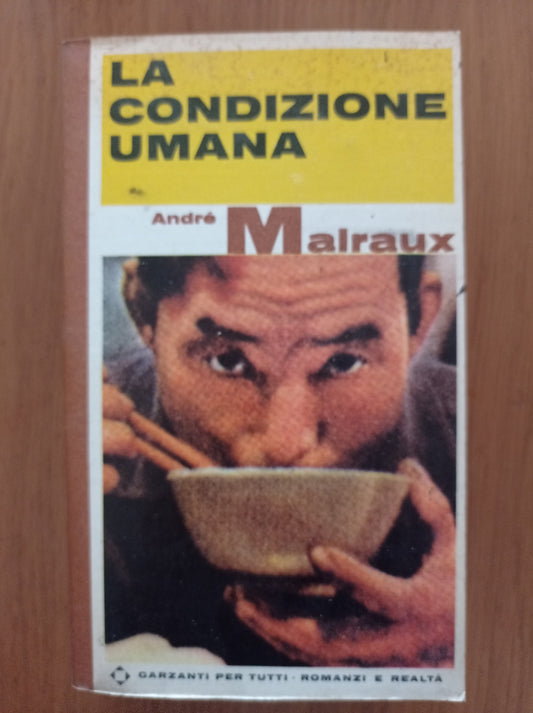 LA
CONDIZIONE
UMANA
André Malraux
GARZANTI PER TUTTI · ROMANZI E REALTÀ